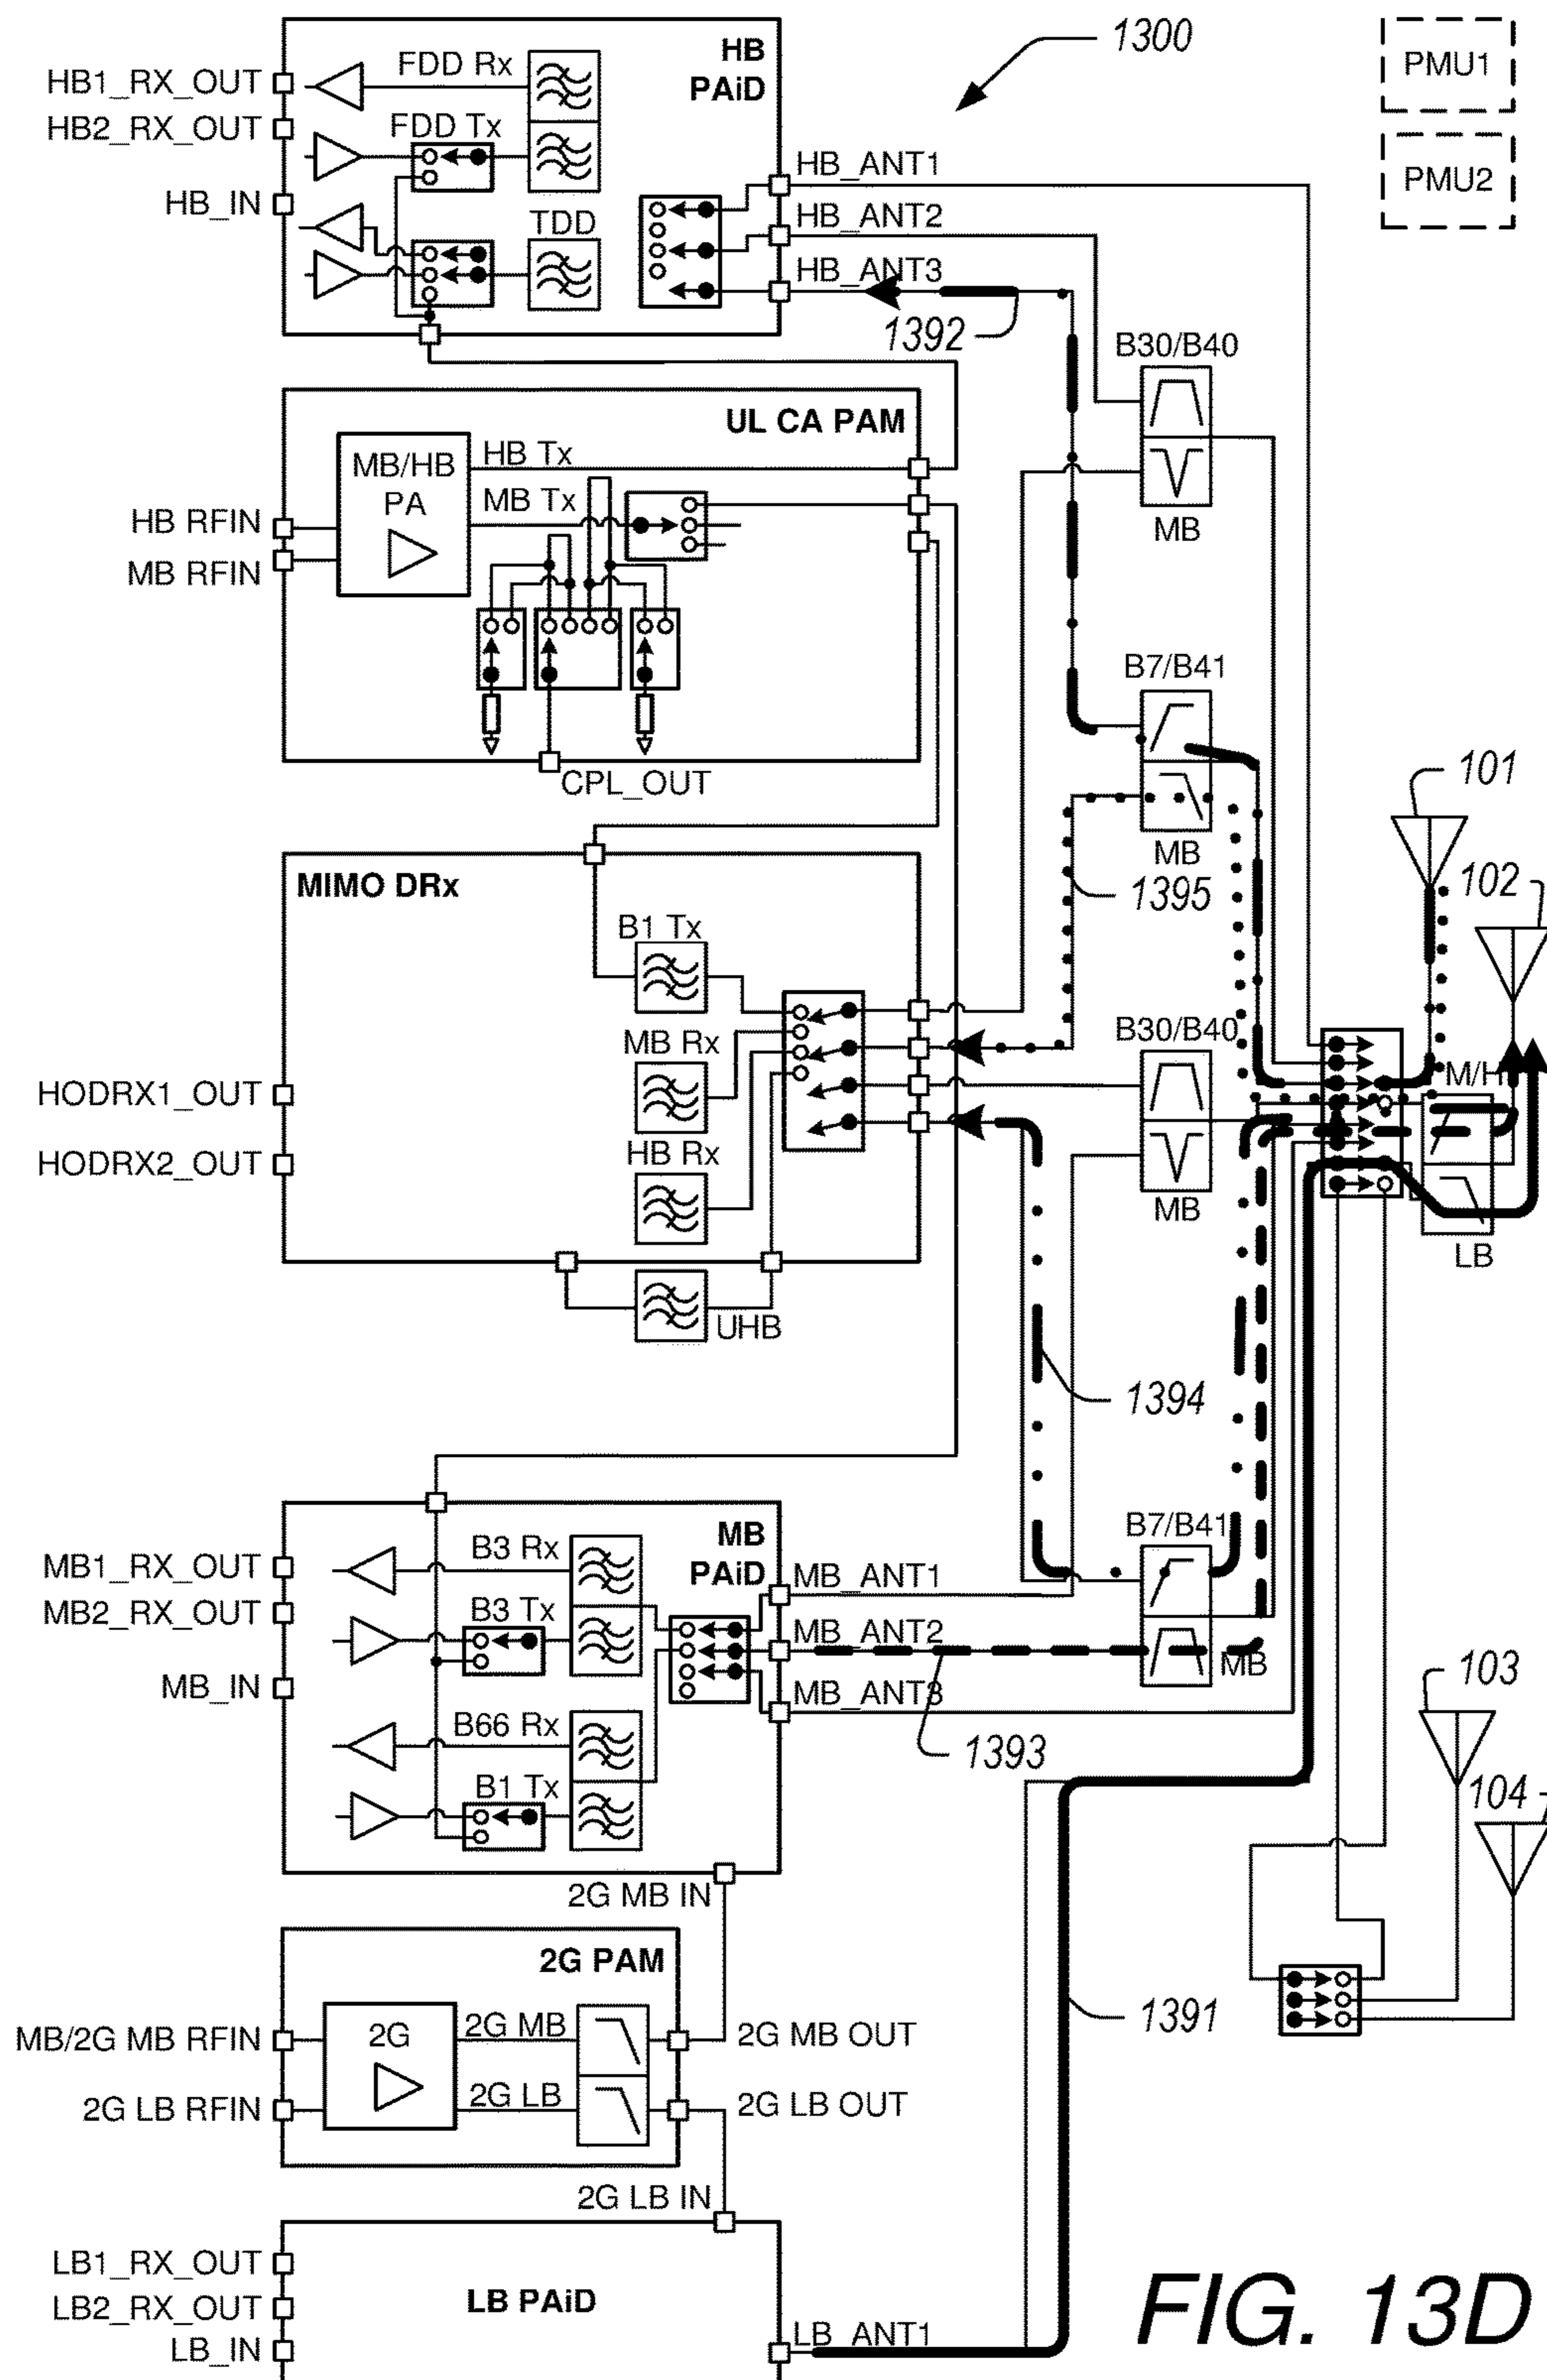 1300
PMU1
PMU2
HB
PAiD
HB1_RX_OUT
HB2_RX_OUT
HB_IN
FDD Rx
FDD Tx
TDD
HB_ANT1
HB_ANT2
HB_ANT3
1392
B30/B40
MB
UL CA PAM
MB/HB
PA
HB Tx
MB Tx
HB RFIN
MB RFIN
CPL_OUT
B7/B41
MB
1395
101
102
MIMO DRx
B1 Tx
MB Rx
HB Rx
HODRX1_OUT
HODRX2_OUT
UHB
B30/B40
MB
M/H
LB
1394
B7/B41
MB
MB
PAiD
MB1_RX_OUT
MB2_RX_OUT
MB_IN
B3 Rx
B3 Tx
B66 Rx
B1 Tx
MB_ANT1
MB_ANT2
MB_ANT3
1393
103
104
2G MB IN
2G PAM
2G
2G MB
2G LB
MB/2G MB RFIN
2G LB RFIN
2G MB OUT
2G LB OUT
1391
2G LB IN
LB PAiD
LB1_RX_OUT
LB2_RX_OUT
LB_IN
LB_ANT1
FIG. 13D